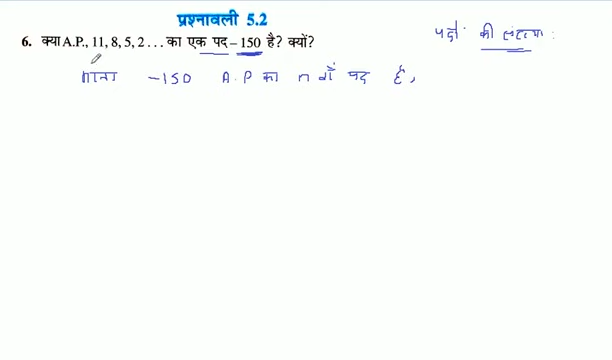 प्रश्नावली 5.2
6. क्या A.P., 11, 8, 5, 2 . . . का एक पद – 150 है? क्यों?
पदों की संख्या :
माना -150 A.P का n वाँ पद है,